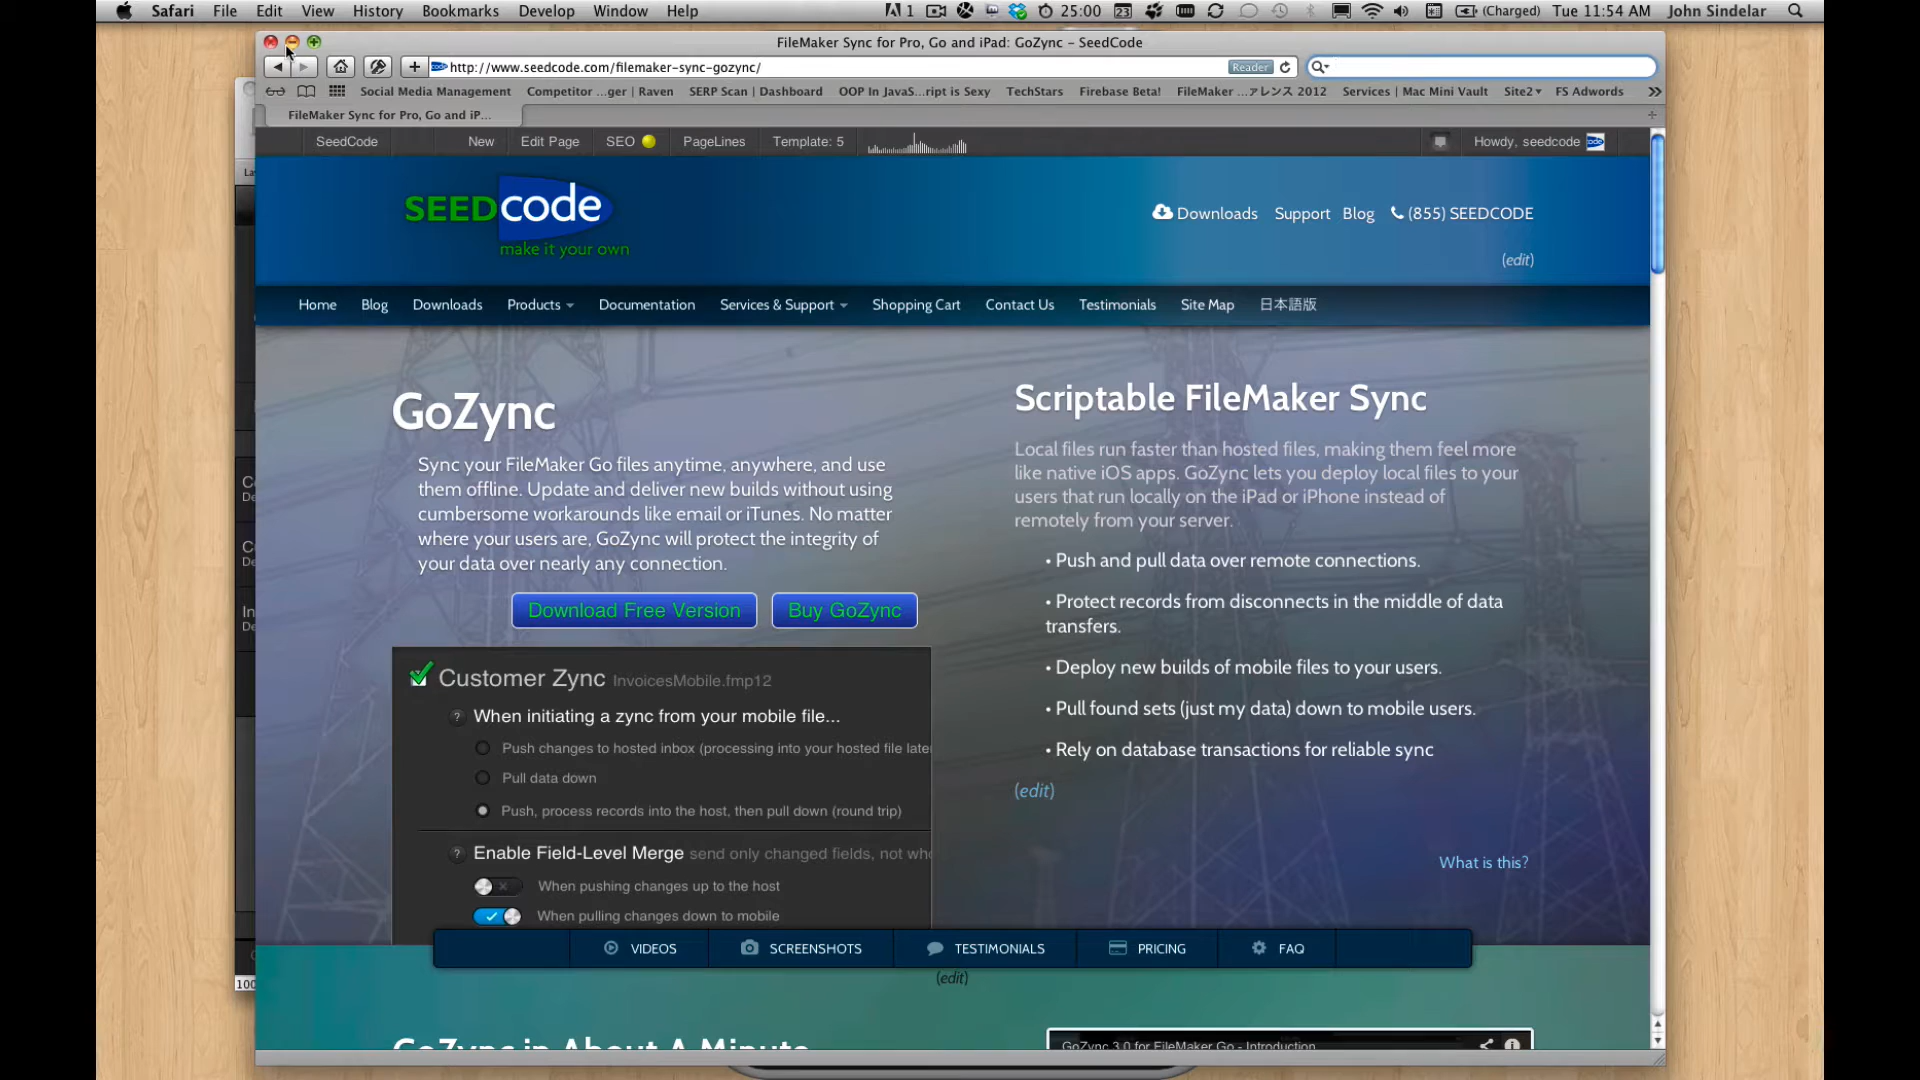 Safari File Edit View History Bookmarks Develop Window Help 1 25:00 23 (Charged) Tue 11:54 AM John Sindelar
FileMaker Sync for Pro, Go and iPad: GoZync – SeedCode
http://www.seedcode.com/filemaker-sync-gozync/ Reader
Social Media Management Competitor ...ger | Raven SERP Scan | Dashboard OOP In JavaS...ript is Sexy TechStars Firebase Beta! FileMaker ...ァレンス 2012 Services | Mac Mini Vault Site2 FS Adwords
FileMaker Sync for Pro, Go and iP...
SeedCode New Edit Page SEO PageLines Template: 5 Howdy, seedcode
SEEDcode
make it your own
Downloads Support Blog (855) SEEDCODE
(edit)
Home Blog Downloads Products Documentation Services & Support Shopping Cart Contact Us Testimonials Site Map 日本語版
GoZync
Sync your FileMaker Go files anytime, anywhere, and use
them offline. Update and deliver new builds without using
cumbersome workarounds like email or iTunes. No matter
where your users are, GoZync will protect the integrity of
your data over nearly any connection.
Download Free Version Buy GoZync
Customer Zync InvoicesMobile.fmp12
? When initiating a zync from your mobile file...
Push changes to hosted inbox (processing into your hosted file late
Pull data down
Push, process records into the host, then pull down (round trip)
? Enable Field-Level Merge send only changed fields, not who
When pushing changes up to the host
When pulling changes down to mobile
Scriptable FileMaker Sync
Local files run faster than hosted files, making them feel more
like native iOS apps. GoZync lets you deploy local files to your
users that run locally on the iPad or iPhone instead of
remotely from your server.
• Push and pull data over remote connections.
• Protect records from disconnects in the middle of data
transfers.
• Deploy new builds of mobile files to your users.
• Pull found sets (just my data) down to mobile users.
• Rely on database transactions for reliable sync
(edit)
What is this?
VIDEOS SCREENSHOTS TESTIMONIALS PRICING FAQ
(edit)
GoZync in About A Minute
GoZync 3.0 for FileMaker Go - Introduction
La
C
De
C
De
In
De
100